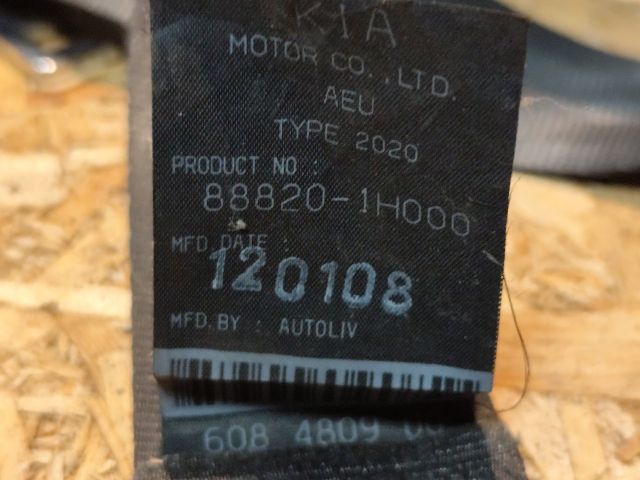 KIA
MOTOR CO.,LTD.
AEU
TYPE 2020
PRODUCT NO :
88820-1H000
MFD DATE :
120108
MFD.BY : AUTOLIV
608 4809